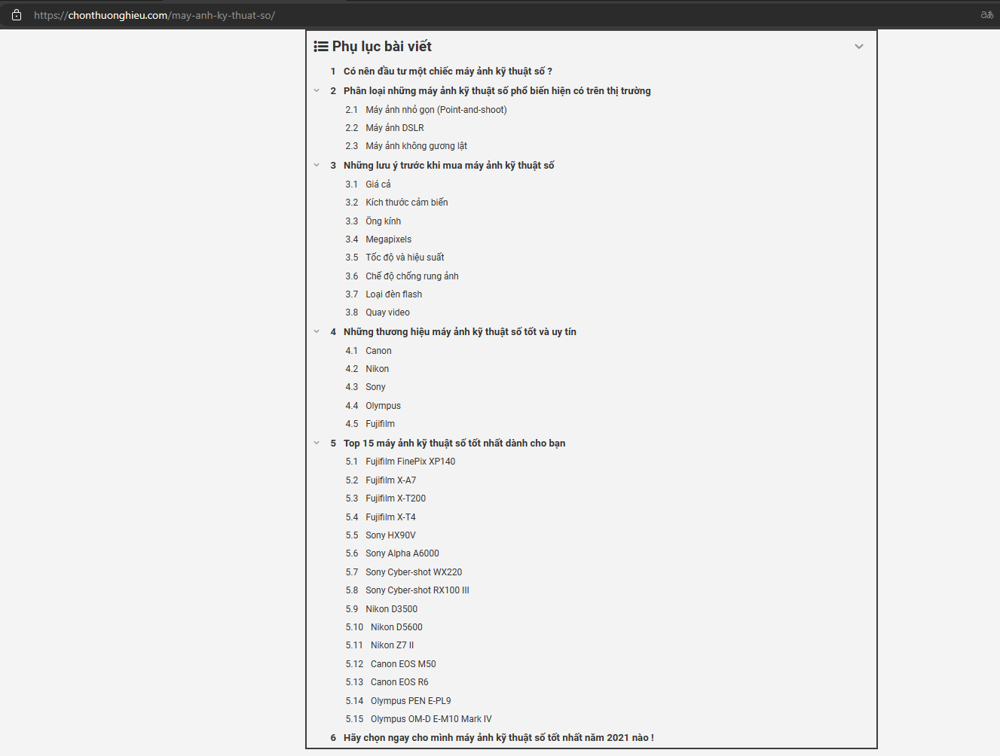 https://chonthuonghieu.com/may-anh-ky-thuat-so/
aあ
Phụ lục bài viết
1 Có nên đầu tư một chiếc máy ảnh kỹ thuật số ?
2 Phân loại những máy ảnh kỹ thuật số phổ biến hiện có trên thị trường
2.1 Máy ảnh nhỏ gọn (Point-and-shoot)
2.2 Máy ảnh DSLR
2.3 Máy ảnh không gương lật
3 Những lưu ý trước khi mua máy ảnh kỹ thuật số
3.1 Giá cả
3.2 Kích thước cảm biến
3.3 Ống kính
3.4 Megapixels
3.5 Tốc độ và hiệu suất
3.6 Chế độ chống rung ảnh
3.7 Loại đèn flash
3.8 Quay video
4 Những thương hiệu máy ảnh kỹ thuật số tốt và uy tín
4.1 Canon
4.2 Nikon
4.3 Sony
4.4 Olympus
4.5 Fujifilm
5 Top 15 máy ảnh kỹ thuật số tốt nhất dành cho bạn
5.1 Fujifilm FinePix XP140
5.2 Fujifilm X-A7
5.3 Fujifilm X-T200
5.4 Fujifilm X-T4
5.5 Sony HX90V
5.6 Sony Alpha A6000
5.7 Sony Cyber-shot WX220
5.8 Sony Cyber-shot RX100 III
5.9 Nikon D3500
5.10 Nikon D5600
5.11 Nikon Z7 II
5.12 Canon EOS M50
5.13 Canon EOS R6
5.14 Olympus PEN E-PL9
5.15 Olympus OM-D E-M10 Mark IV
6 Hãy chọn ngay cho mình máy ảnh kỹ thuật số tốt nhất năm 2021 nào !